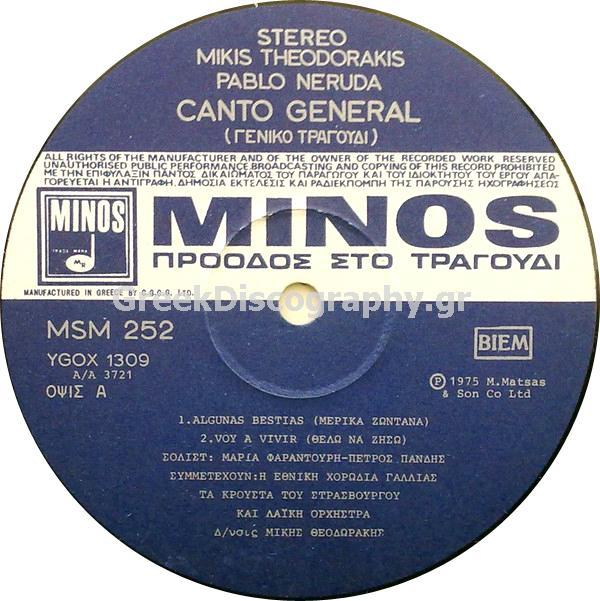 STEREO
MIKIS THEODORAKIS
PABLO NERUDA
CANTO GENERAL
(ΓΕΝΙΚΟ ΤΡΑΓΟΥΔΙ)
ALL RIGHTS OF THE MANUFACTURER AND OF THE OWNER OF THE RECORDED WORK RESERVED
UNAUTHORISED PUBLIC PERFORMANCE BROADCASTING AND COPYING OF THIS RECORD PROHIBITED
ΜΕ ΤΗΝ ΕΠΙΦΥΛΑΞΙΝ ΠΑΝΤΟΣ ΔΙΚΑΙΩΜΑΤΟΣ ΤΟΥ ΠΑΡΑΓΩΓΟΥ ΚΑΙ ΤΟΥ ΙΔΙΟΚΤΗΤΟΥ ΤΟΥ ΕΡΓΟΥ ΑΠΑ-
ΓΟΡΕΥΕΤΑΙ Η ΑΝΤΙΓΡΑΦΗ, ΔΗΜΟΣΙΑ ΕΚΤΕΛΕΣΙΣ ΚΑΙ ΡΑΔΙΕΚΠΟΜΠΗ ΤΗΣ ΠΑΡΟΥΣΗΣ ΗΧΟΓΡΑΦΗΣΕΩΣ
MINOS
TRADE MARK
MINOS
ΠΡΟΟΔΟΣ ΣΤΟ ΤΡΑΓΟΥΔΙ
MANUFACTURED IN GREECE BY G.O.C.G. LTD.
GreekDiscography.gr
MSM 252
YGOX 1309
A/A 3721
ΟΨΙΣ Α
BIEM
Ⓟ 1975 M.Matsas
& Son Co Ltd
1.ALGUNAS BESTIAS (ΜΕΡΙΚΑ ΖΩΝΤΑΝΑ)
2.VOY A VIVIR (ΘΕΛΩ ΝΑ ΖΗΣΩ)
ΣΟΛΙΣΤ: ΜΑΡΙΑ ΦΑΡΑΝΤΟΥΡΗ-ΠΕΤΡΟΣ ΠΑΝΔΗΣ
ΣΥΜΜΕΤΕΧΟΥΝ:Η ΕΘΝΙΚΗ ΧΟΡΩΔΙΑ ΓΑΛΛΙΑΣ
ΤΑ ΚΡΟΥΣΤΑ ΤΟΥ ΣΤΡΑΣΒΟΥΡΓΟΥ
ΚΑΙ ΛΑΪΚΗ ΟΡΧΗΣΤΡΑ
Δ/νσις ΜΙΚΗΣ ΘΕΟΔΩΡΑΚΗΣ